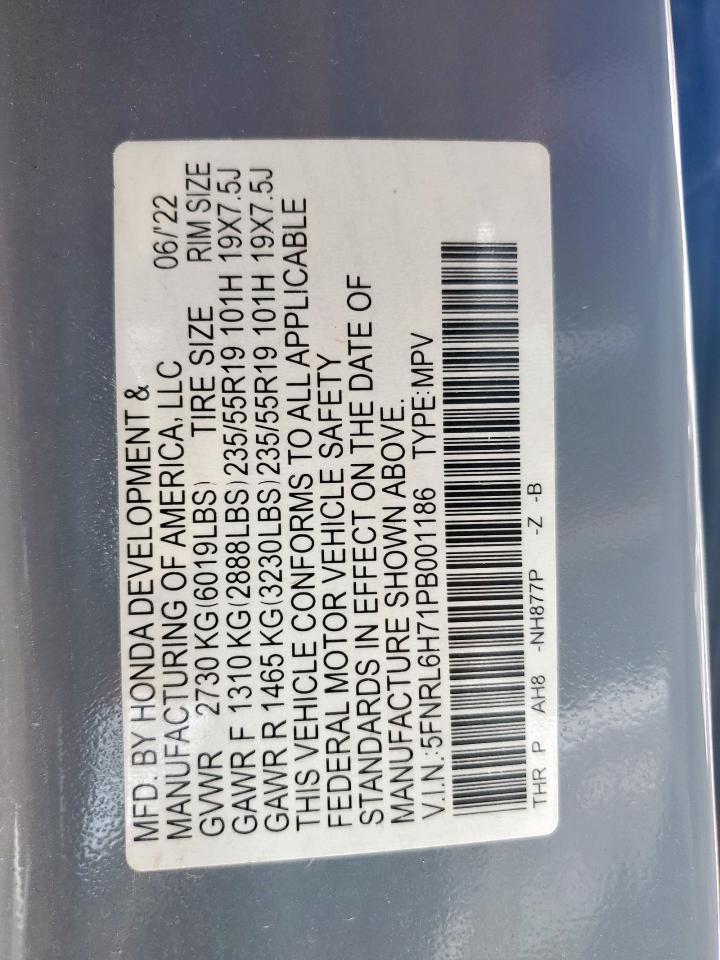 MFD. BY HONDA DEVELOPMENT &
MANUFACTURING OF AMERICA, LLC 06/'22
GVWR 2730 KG(6019LBS) TIRE SIZE RIM SIZE
GAWR F 1310 KG(2888LBS) 235/55R19 101H 19X7.5J
GAWR R 1465 KG(3230LBS) 235/55R19 101H 19X7.5J
THIS VEHICLE CONFORMS TO ALL APPLICABLE
FEDERAL MOTOR VEHICLE SAFETY
STANDARDS IN EFFECT ON THE DATE OF
MANUFACTURE SHOWN ABOVE.
V.I.N.:5FNRL6H71PB001186 TYPE:MPV
THR P AH8 -NH877P -Z -B